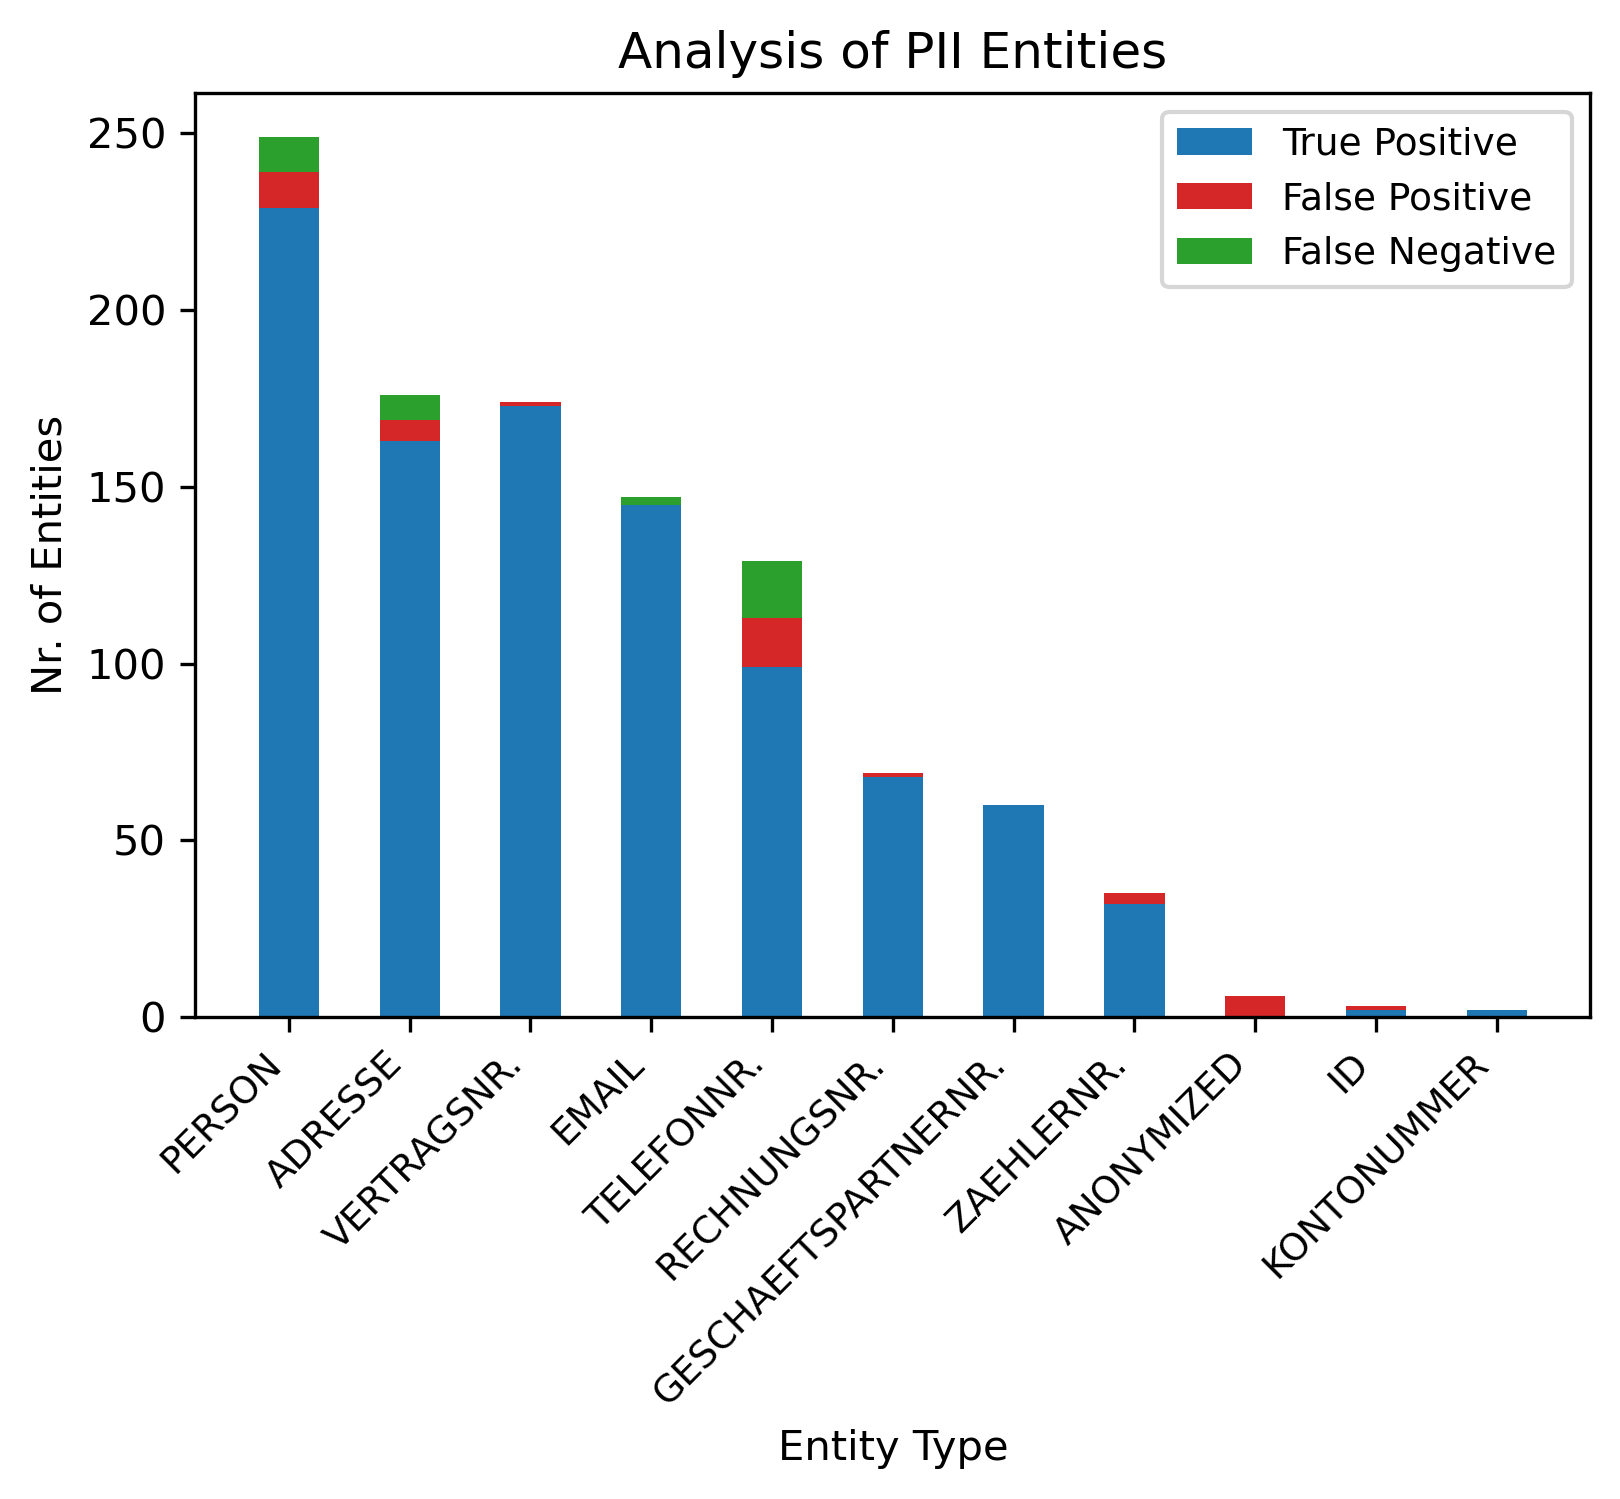 Analysis of PII Entities
True Positive
False Positive
False Negative
Nr. of Entities
250
200
150
100
50
0
PERSON
ADRESSE
VERTRAGSNR.
EMAIL
TELEFONNR.
RECHNUNGSNR.
GESCHAEFTSPARTNERNR.
ZAEHLERNR.
ANONYMIZED
ID
KONTONUMMER
Entity Type